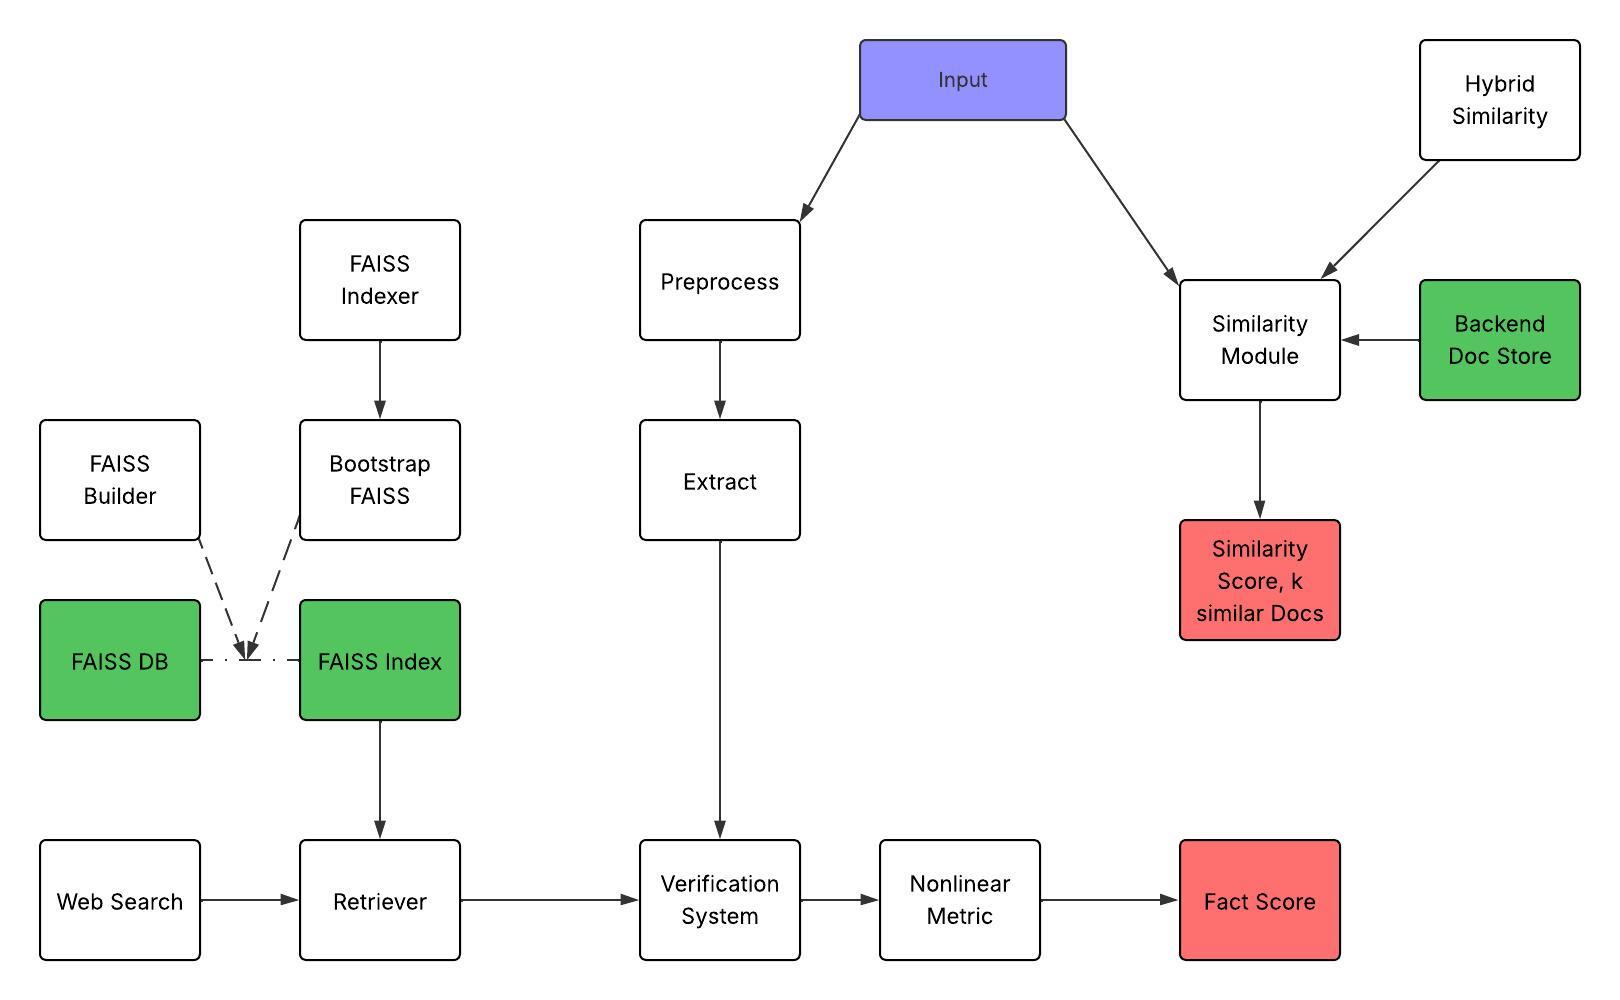 Input
Hybrid
Similarity
FAISS
Indexer
Preprocess
Similarity
Module
Backend
Doc Store
FAISS
Builder
Bootstrap
FAISS
Extract
Similarity
Score, k
similar Docs
FAISS DB
FAISS Index
Web Search
Retriever
Verification
System
Nonlinear
Metric
Fact Score